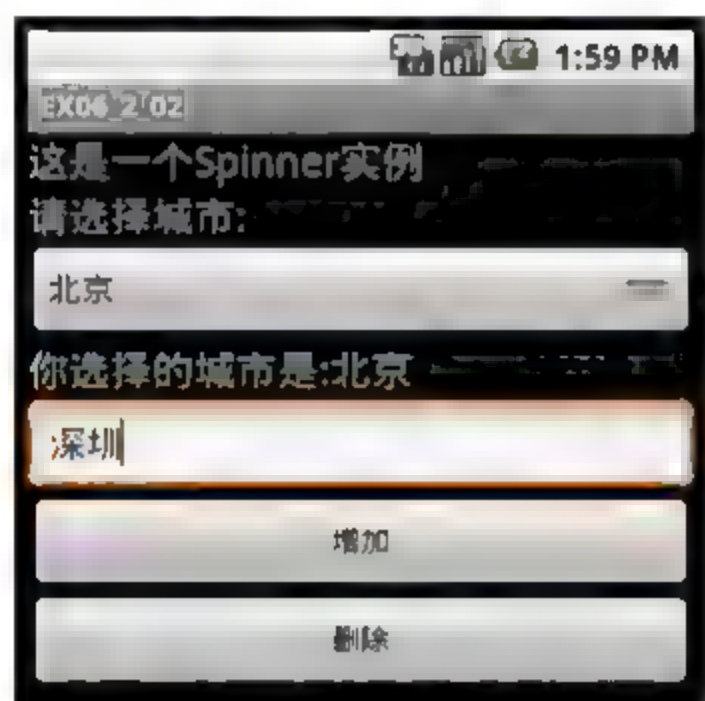 1:59 PM
EX06_2_02
这是一个Spinner实例
请选择城市:
北京
你选择的城市是:北京
深圳
增加
删除